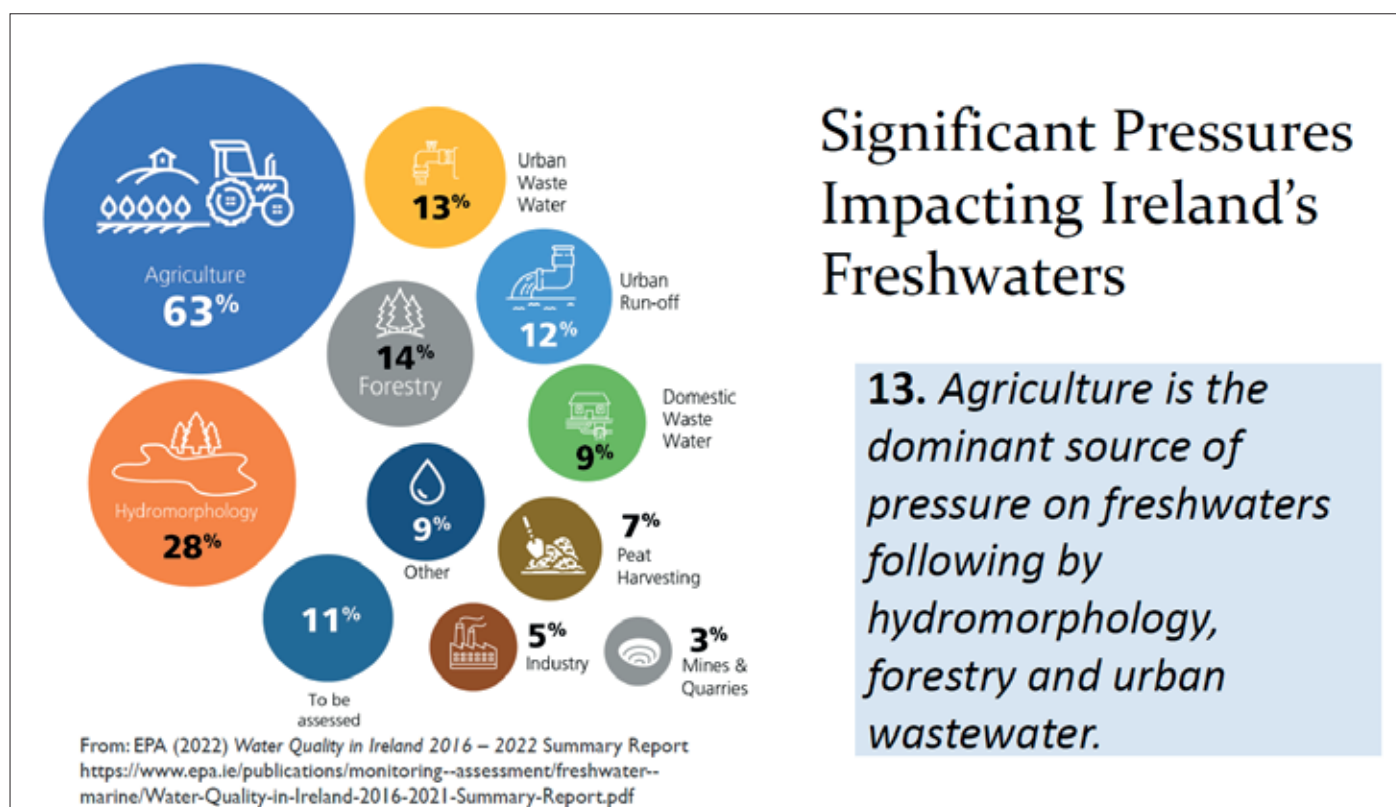 Agriculture
63%
13%
Urban
Waste
Water
12%
Urban
Run-off
14%
Forestry
9%
Domestic
Waste
Water
Hydromorphology
28%
9%
Other
7%
Peat
Harvesting
11%
To be
assessed
5%
Industry
3%
Mines &
Quarries
From: EPA (2022) Water Quality in Ireland 2016 – 2022 Summary Report
https://www.epa.ie/publications/monitoring--assessment/freshwater--
marine/Water-Quality-in-Ireland-2016-2021-Summary-Report.pdf
Significant Pressures
Impacting Ireland's
Freshwaters
13. Agriculture is the
dominant source of
pressure on freshwaters
following by
hydromorphology,
forestry and urban
wastewater.